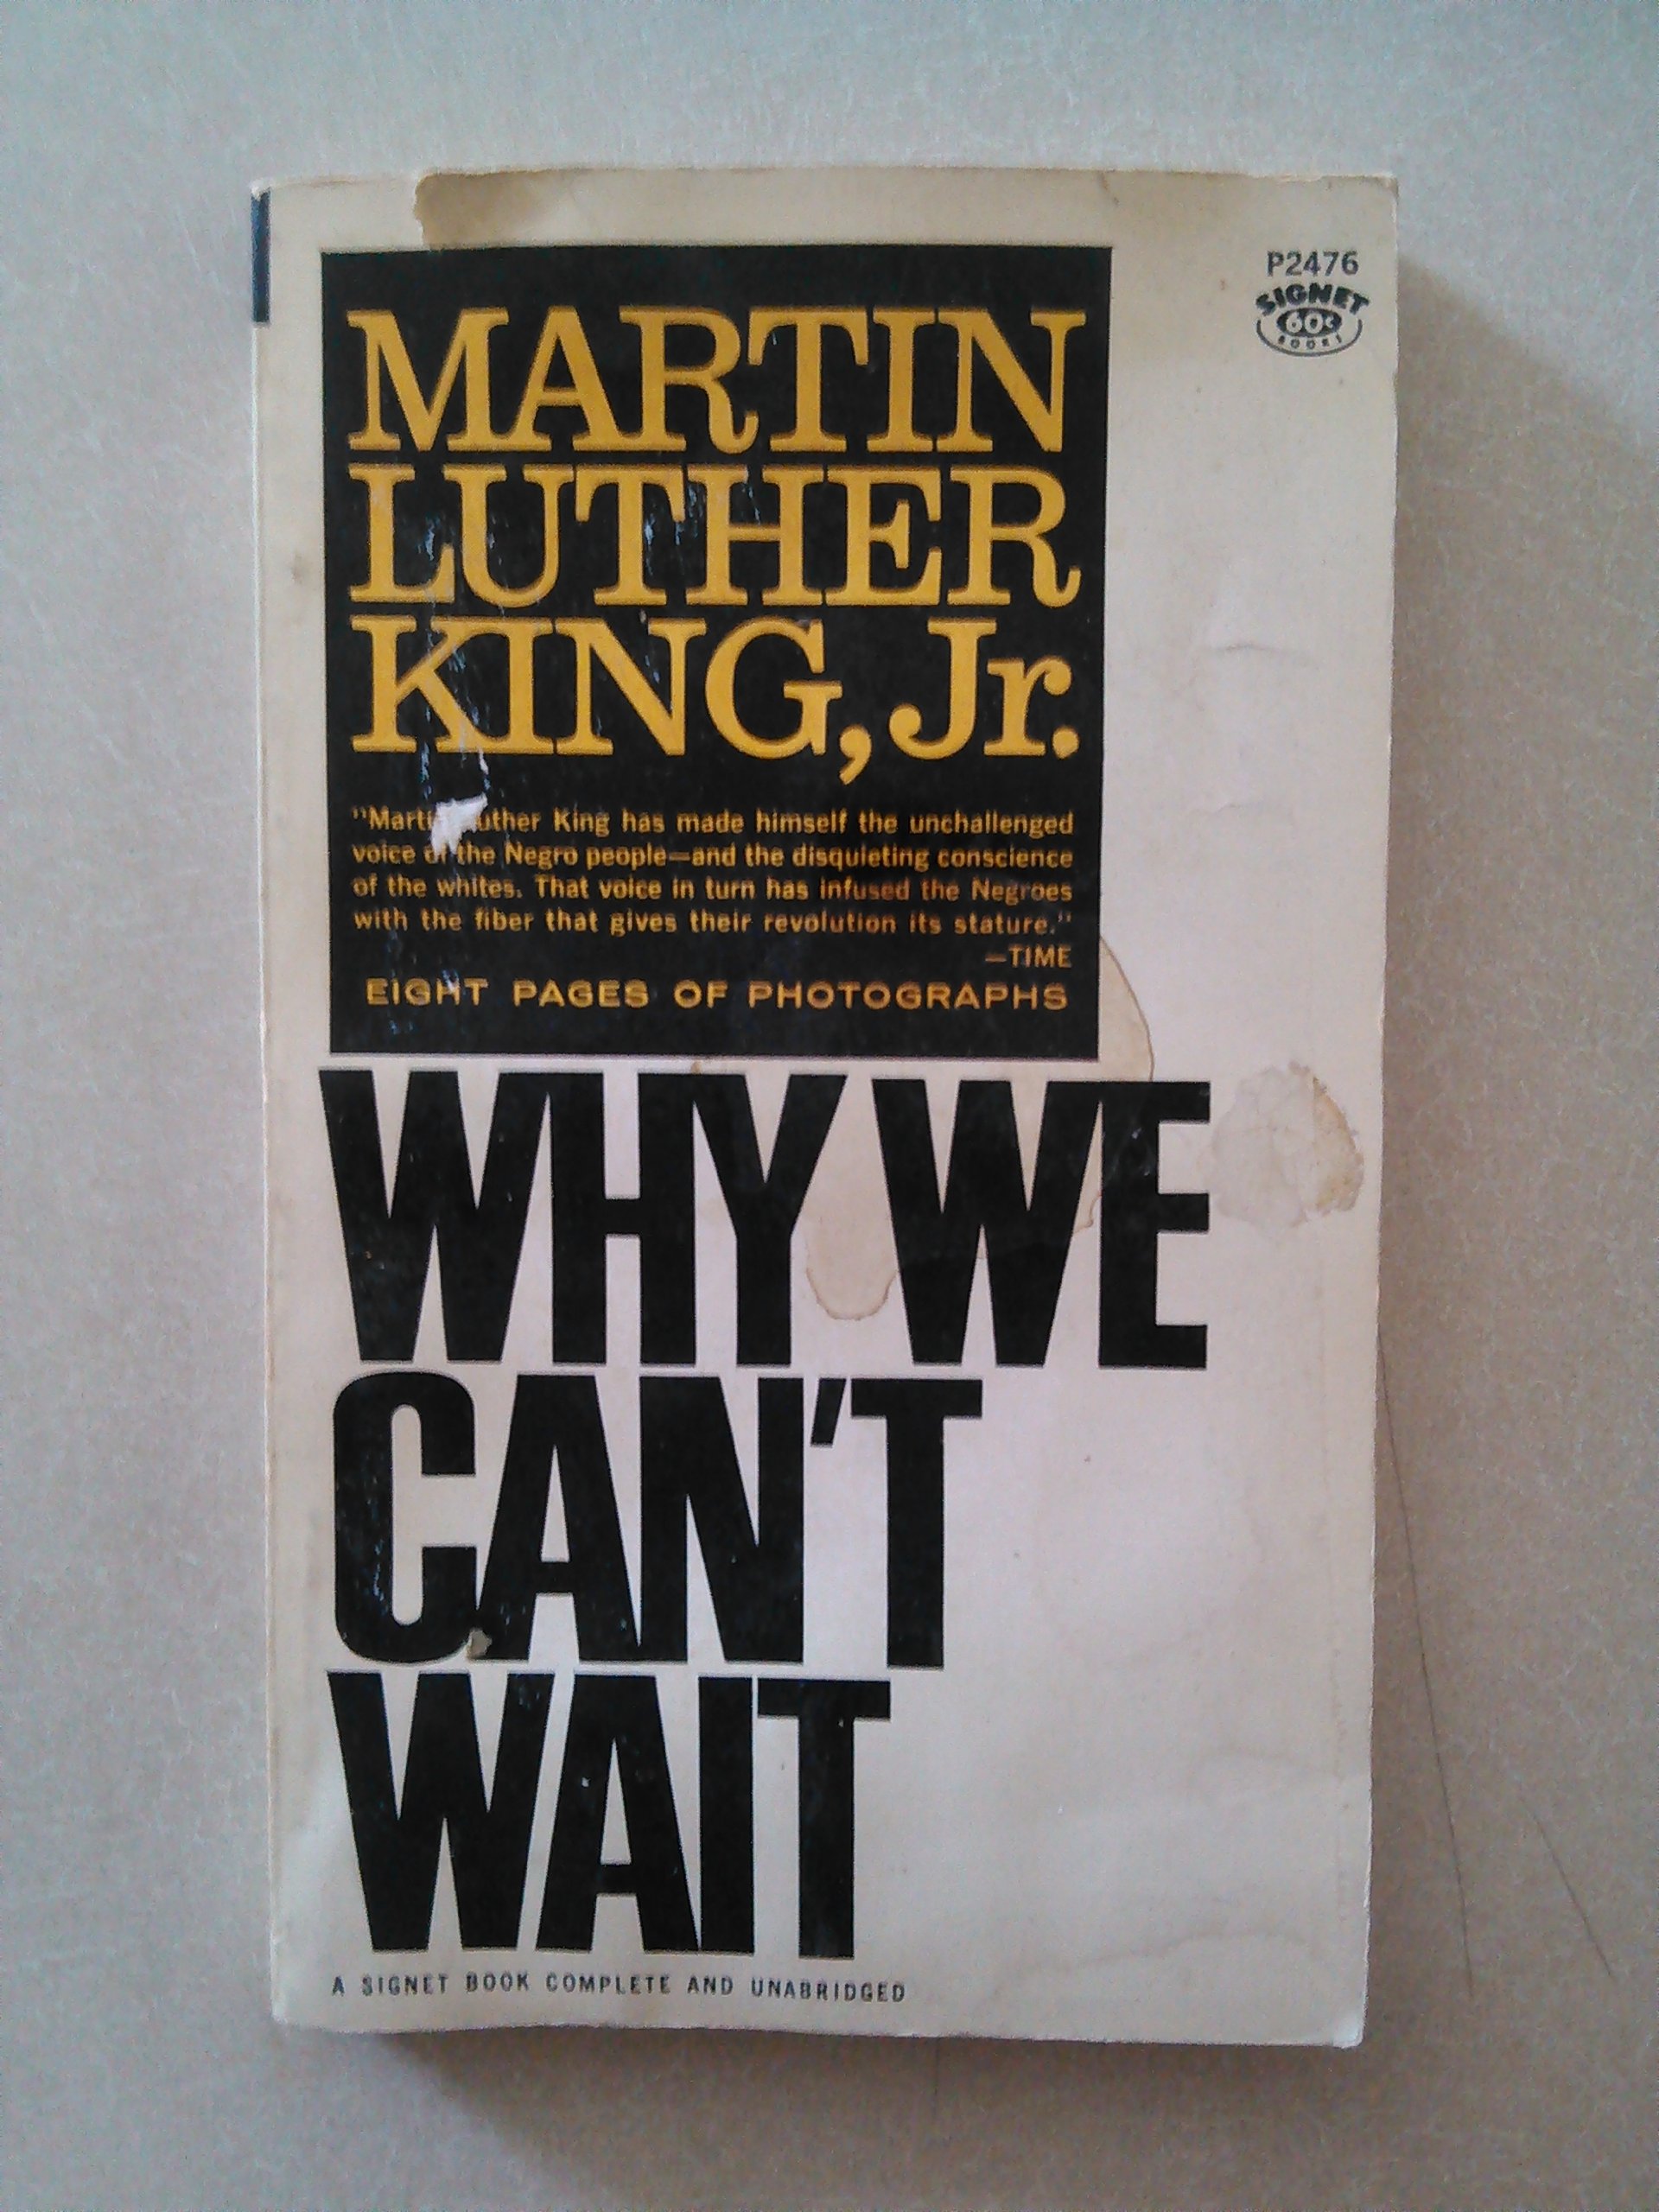 P2476
SIGNET
60¢
BOOKS
MARTIN
LUTHER
KING, Jr.
"Marti uther King has made himself the unchallenged
voice of the Negro people—and the disquieting conscience
of the whites. That voice in turn has infused the Negroes
with the fiber that gives their revolution its stature."
—TIME
EIGHT PAGES OF PHOTOGRAPHS
WHY WE
CAN'T
WAIT
A SIGNET BOOK COMPLETE AND UNABRIDGED